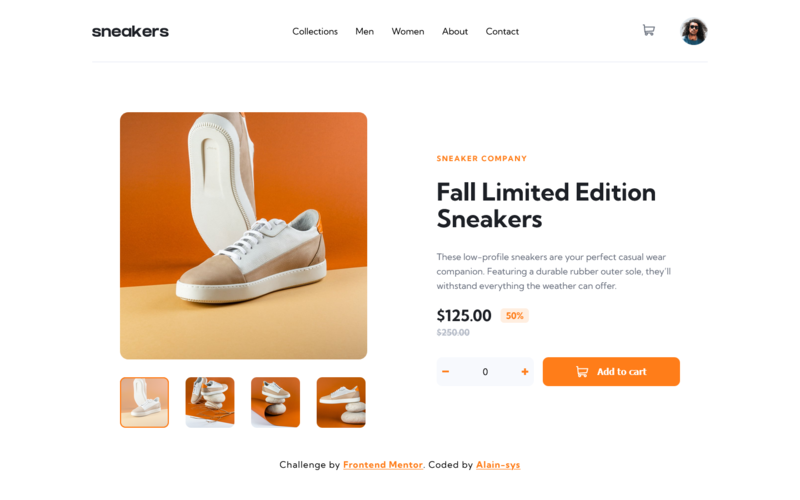 sneakers
Collections Men Women About Contact
SNEAKER COMPANY
Fall Limited Edition
Sneakers
These low-profile sneakers are your perfect casual wear
companion. Featuring a durable rubber outer sole, they'll
withstand everything the weather can offer.
$125.00 50%
$250.00
0
Add to cart
Challenge by Frontend Mentor. Coded by Alain-sys